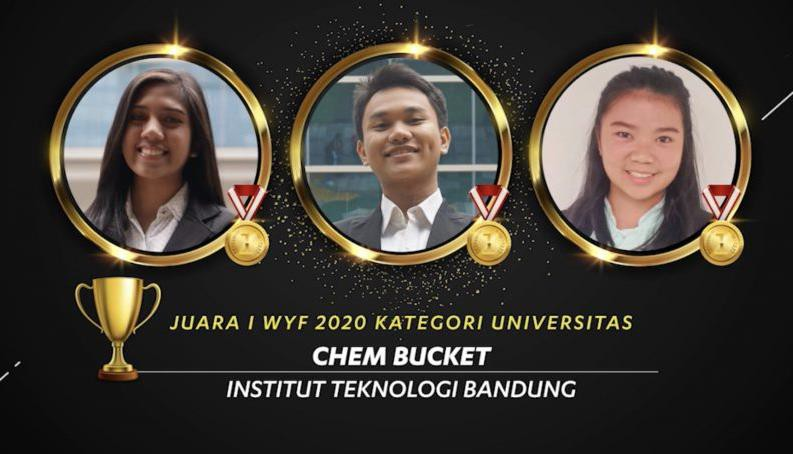 JUARA I WYF 2020 KATEGORI UNIVERSITAS
CHEM BUCKET
INSTITUT TEKNOLOGI BANDUNG